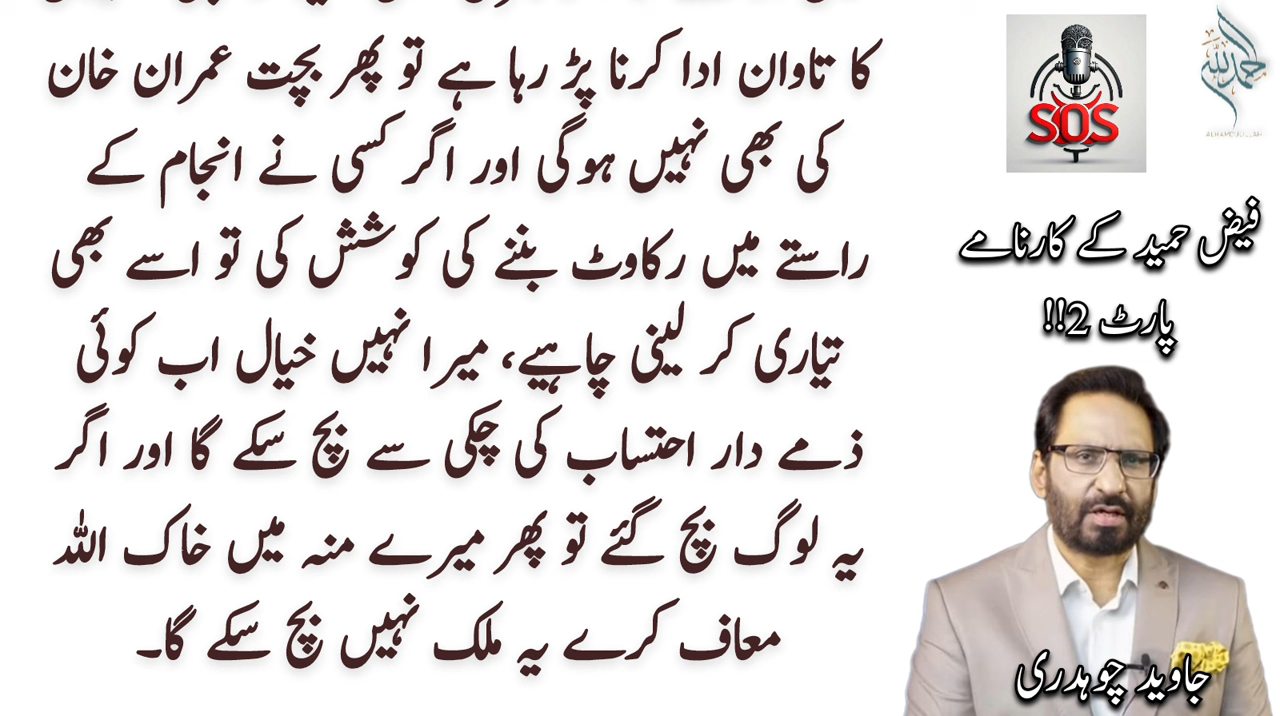 کا تاوان ادا کرنا پڑ رہا ہے تو پھر بچت عمران خان
کی بھی نہیں ہوگی اور اگر کسی نے انجام کے
راستے میں رکاوٹ بننے کی کوشش کی تو اسے بھی
تیاری کر لینی چاہیے، میرا نہیں خیال اب کوئی
ذمے دار احتساب کی چکی سے بچ سکے گا اور اگر
یہ لوگ بچ گئے تو پھر میرے منہ میں خاک اللہ
معاف کرے یہ ملک نہیں بچ سکے گا۔
SOS
الحمدللہ
ALHAMDULILLAH
فیض حمید کے کارنامے
پارٹ 2!!
جاوید چوہدری